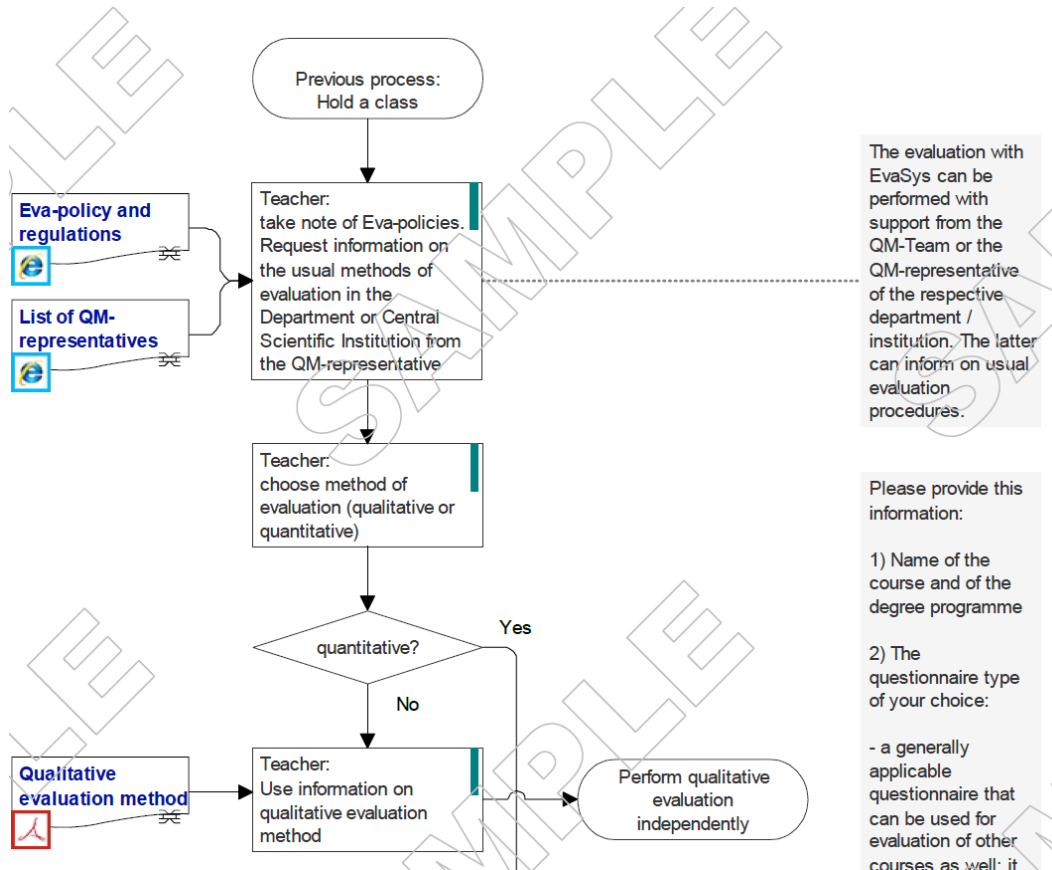 Previous process:
Hold a class
Eva-policy and
regulations
List of QM-
representatives
Teacher:
take note of Eva-policies.
Request information on
the usual methods of
evaluation in the
Department or Central
Scientific Institution from
the QM-representative
The evaluation with
EvaSys can be
performed with
support from the
QM-Team or the
QM-representative
of the respective
department /
institution. The latter
can inform on usual
evaluation
procedures.
Teacher:
choose method of
evaluation (qualitative or
quantitative)
quantitative?
Yes
No
Qualitative
evaluation method
Teacher:
Use information on
qualitative evaluation
method
Perform qualitative
evaluation
independently
Please provide this
information:
1) Name of the
course and of the
degree programme
2) The
questionnaire type
of your choice:
- a generally
applicable
questionnaire that
can be used for
evaluation of other
courses as well; it
SAMPLE
SAMPLE